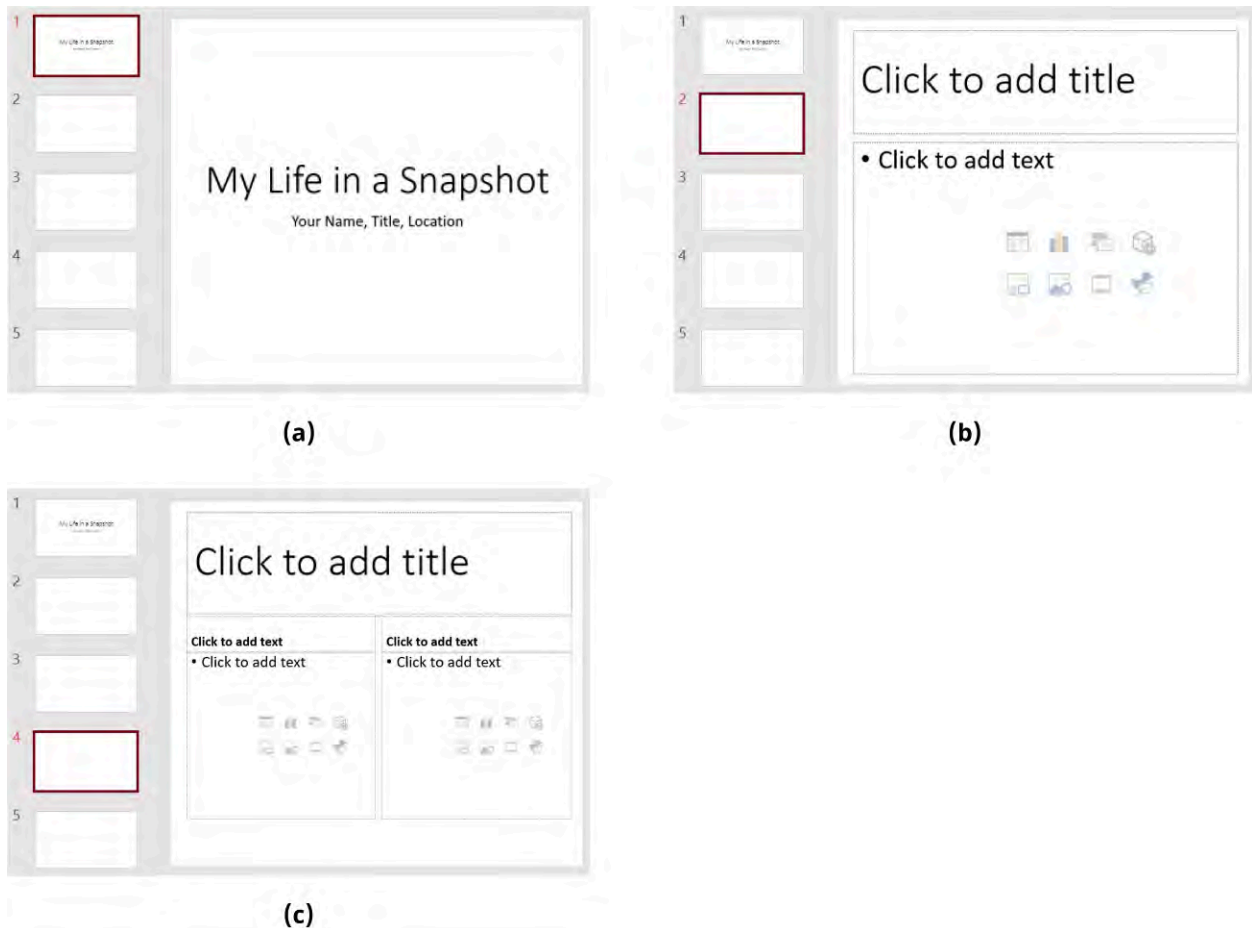 1
My Life in a Snapshot
2
3
4
5
My Life in a Snapshot
Your Name, Title, Location
(a)
1
My Life in a Snapshot
2
3
4
5
Click to add title
• Click to add text
(b)
1
My Life in a Snapshot
2
3
4
5
Click to add title
Click to add text
• Click to add text
Click to add text
• Click to add text
(c)